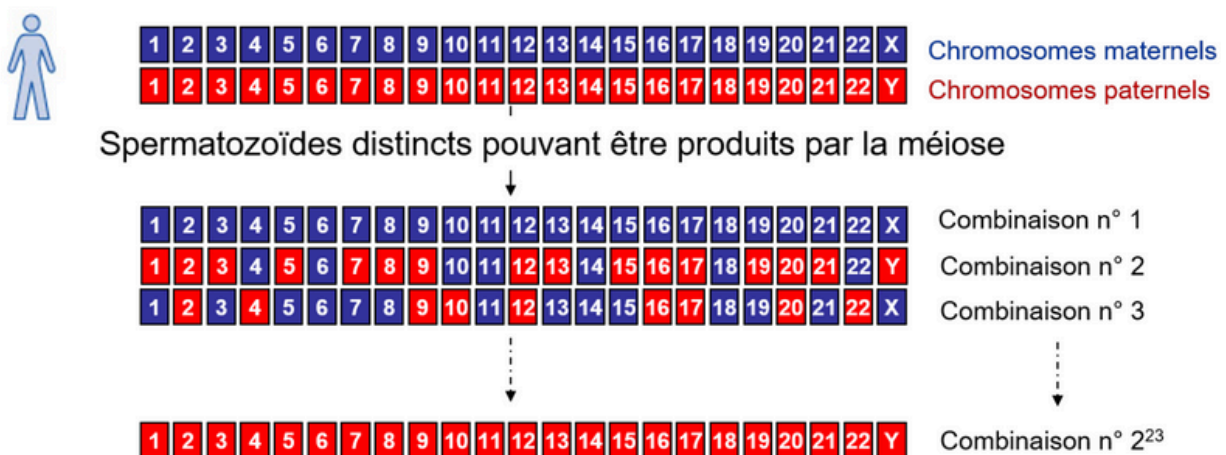 1 2 3 4 5 6 7 8 9 10 11 12 13 14 15 16 17 18 19 20 21 22 X Chromosomes maternels
1 2 3 4 5 6 7 8 9 10 11 12 13 14 15 16 17 18 19 20 21 22 Y Chromosomes paternels
Spermatozoïdes distincts pouvant être produits par la méiose
1 2 3 4 5 6 7 8 9 10 11 12 13 14 15 16 17 18 19 20 21 22 X Combinaison n° 1
1 2 3 4 5 6 7 8 9 10 11 12 13 14 15 16 17 18 19 20 21 22 Y Combinaison n° 2
1 2 3 4 5 6 7 8 9 10 11 12 13 14 15 16 17 18 19 20 21 22 X Combinaison n° 3
1 2 3 4 5 6 7 8 9 10 11 12 13 14 15 16 17 18 19 20 21 22 Y Combinaison n° 2²³